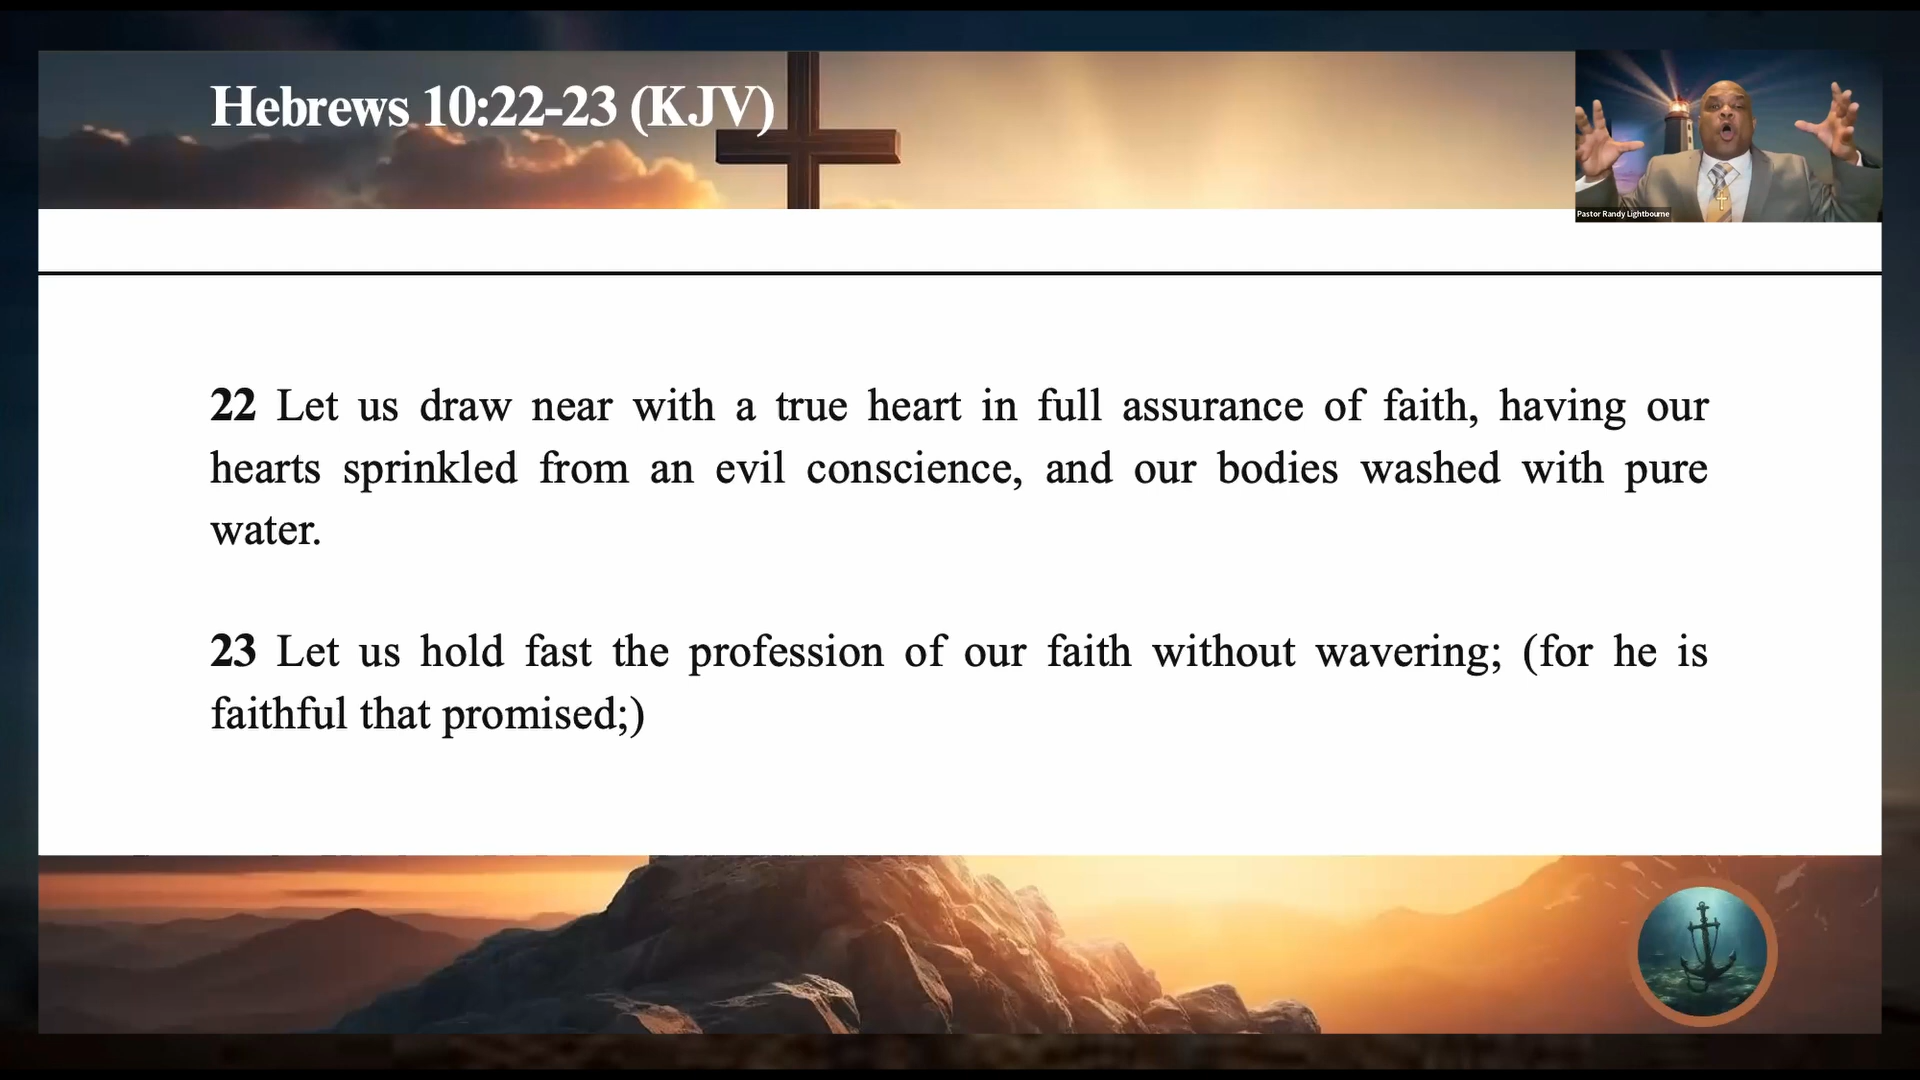 Hebrews 10:22-23 (KJV)
Pastor Randy Lightbourne
22 Let us draw near with a true heart in full assurance of faith, having our
hearts sprinkled from an evil conscience, and our bodies washed with pure
water.
23 Let us hold fast the profession of our faith without wavering; (for he is
faithful that promised;)